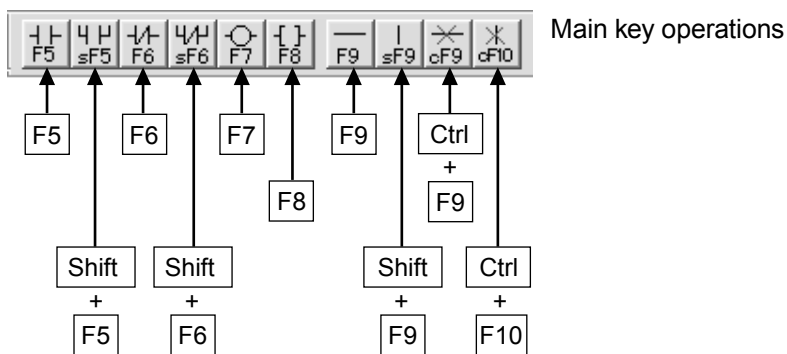 Main key operations
F5 sF5 F6 sF6 F7 F8 F9 sF9 cF9 cF10
F5 F6 F7 F9 Ctrl
+
F8 F9
Shift Shift Shift Ctrl
+ + + +
F5 F6 F9 F10